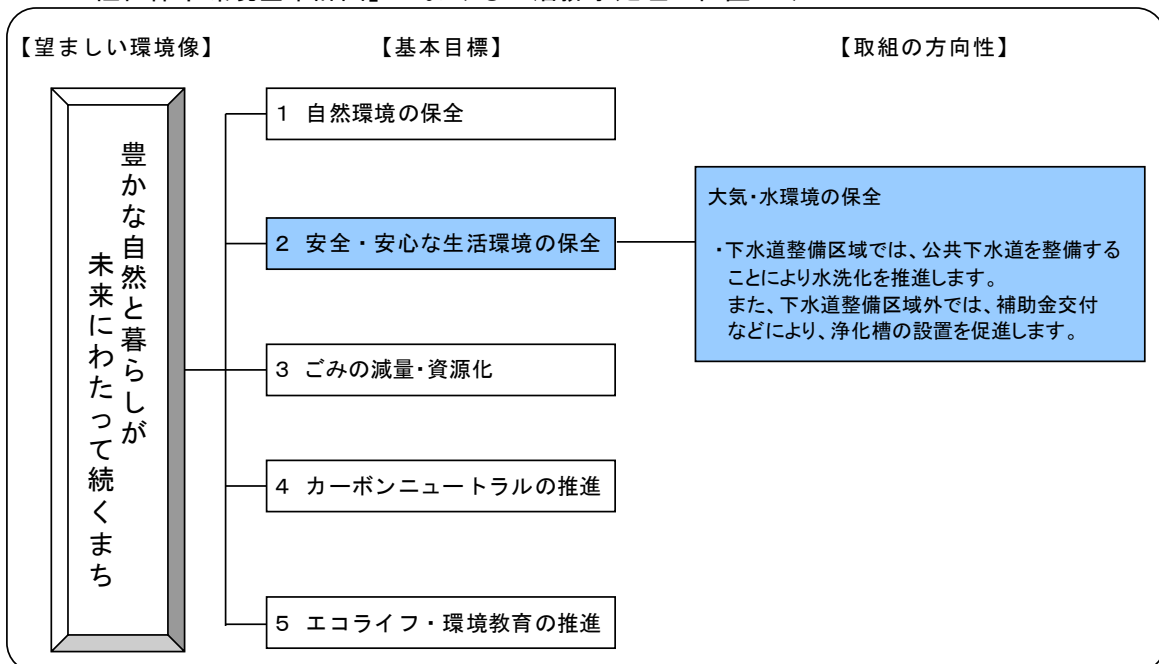 【望ましい環境像】
【基本目標】
【取組の方向性】
豊かな自然と暮らしが
未来にわたって続くまち
1 自然環境の保全
2 安全・安心な生活環境の保全
3 ごみの減量・資源化
4 カーボンニュートラルの推進
5 エコライフ・環境教育の推進
大気・水環境の保全
・下水道整備区域では、公共下水道を整備する
ことにより水洗化を推進します。
また、下水道整備区域外では、補助金交付
などにより、浄化槽の設置を促進します。